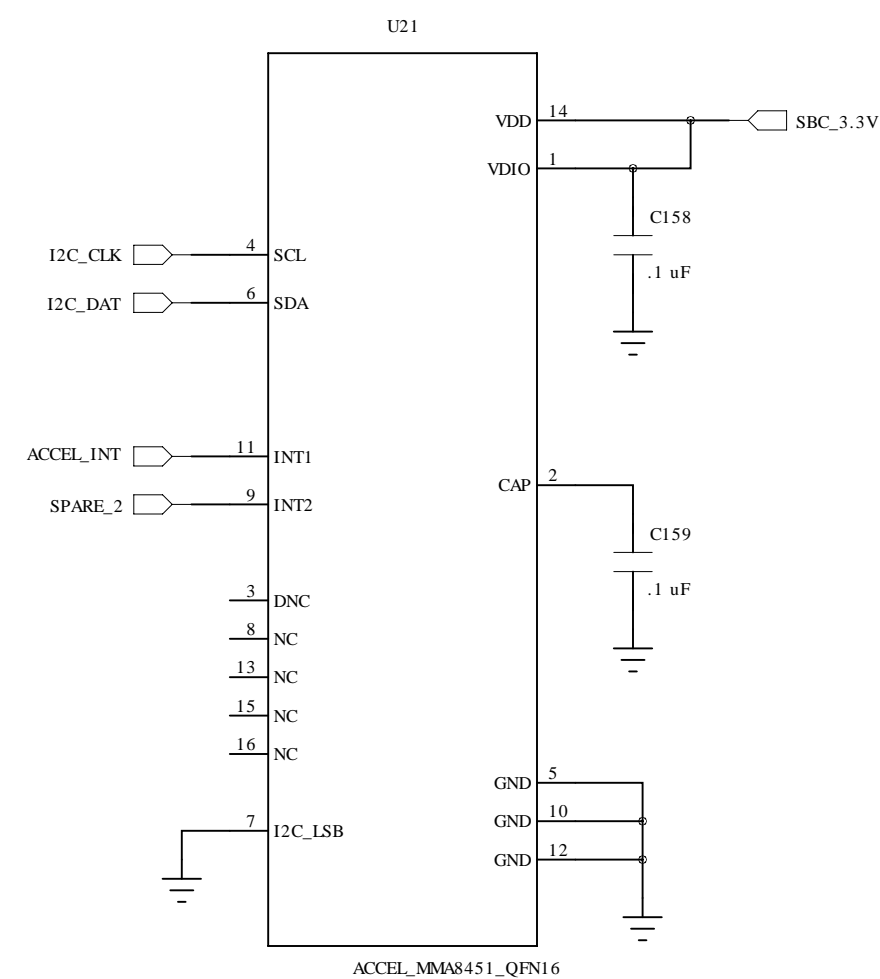 U21
VDD 14 SBC_3.3V
VDIO 1
C158
.1 uF
I2C_CLK 4 SCL
I2C_DAT 6 SDA
ACCEL_INT 11 INT1
SPARE_2 9 INT2
CAP 2
C159
.1 uF
3 DNC
8 NC
13 NC
15 NC
16 NC
GND 5
GND 10
GND 12
7 I2C_LSB
ACCEL_MMA8451_QFN16